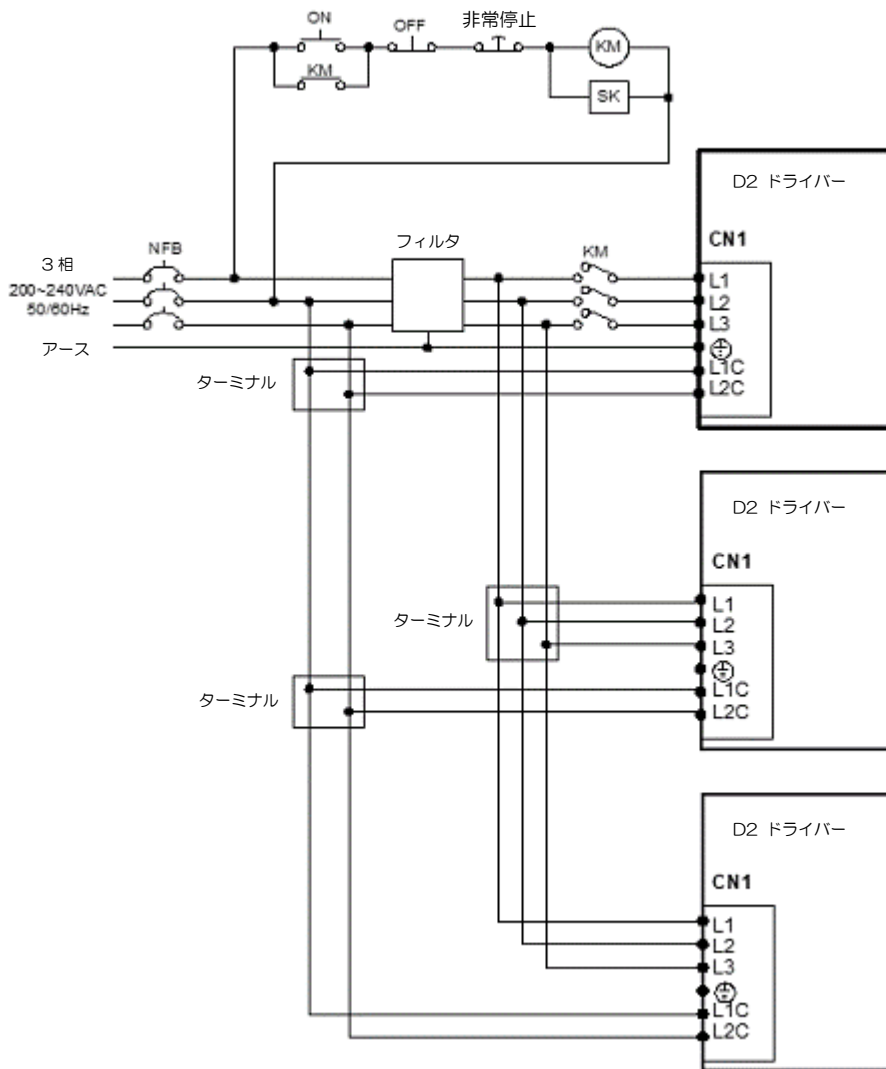 ON
OFF
非常停止
KM
KM
SK
D2 ドライバー
CN1
NFB
フィルタ
KM
3相
200~240VAC
50/60Hz
アース
L1
L2
L3
L1C
L2C
ターミナル
D2 ドライバー
CN1
L1
L2
L3
L1C
L2C
ターミナル
ターミナル
D2 ドライバー
CN1
L1
L2
L3
L1C
L2C